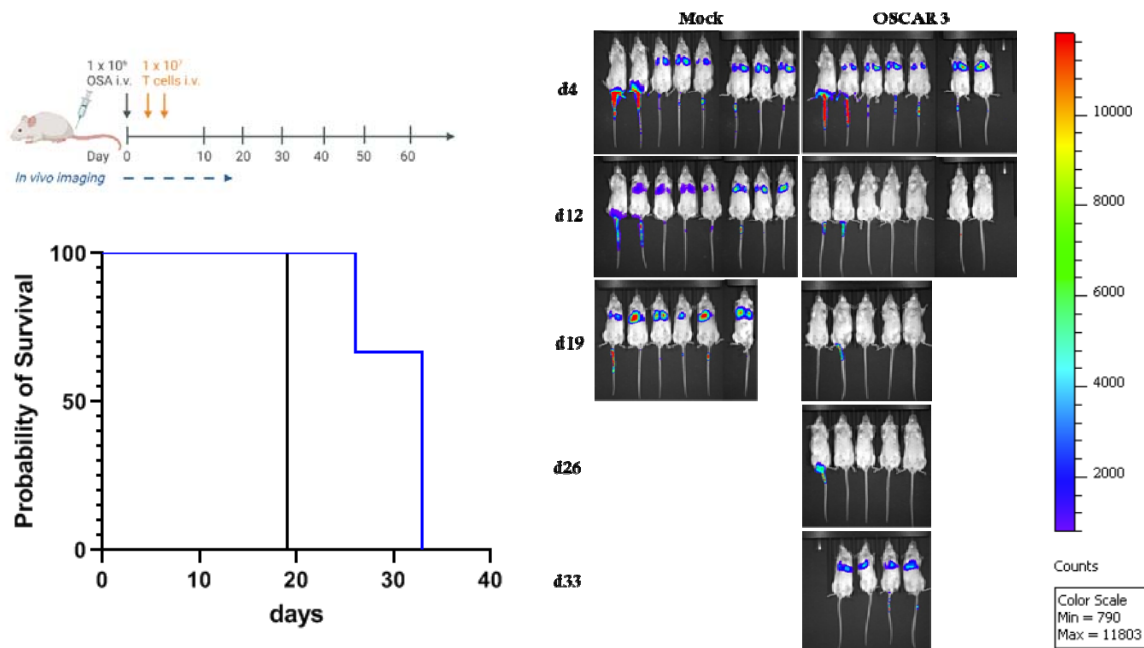 1 x 10⁶ 1 x 10⁷
OSA i.v. T cells i.v.
Day 0 10 20 30 40 50 60
In vivo imaging
100
50
0
Probability of Survival
0 10 20 30 40
days
Mock OSCAR 3
d4
d12
d19
d26
d33
10000
8000
6000
4000
2000
Counts
Color Scale
Min = 790
Max = 11803